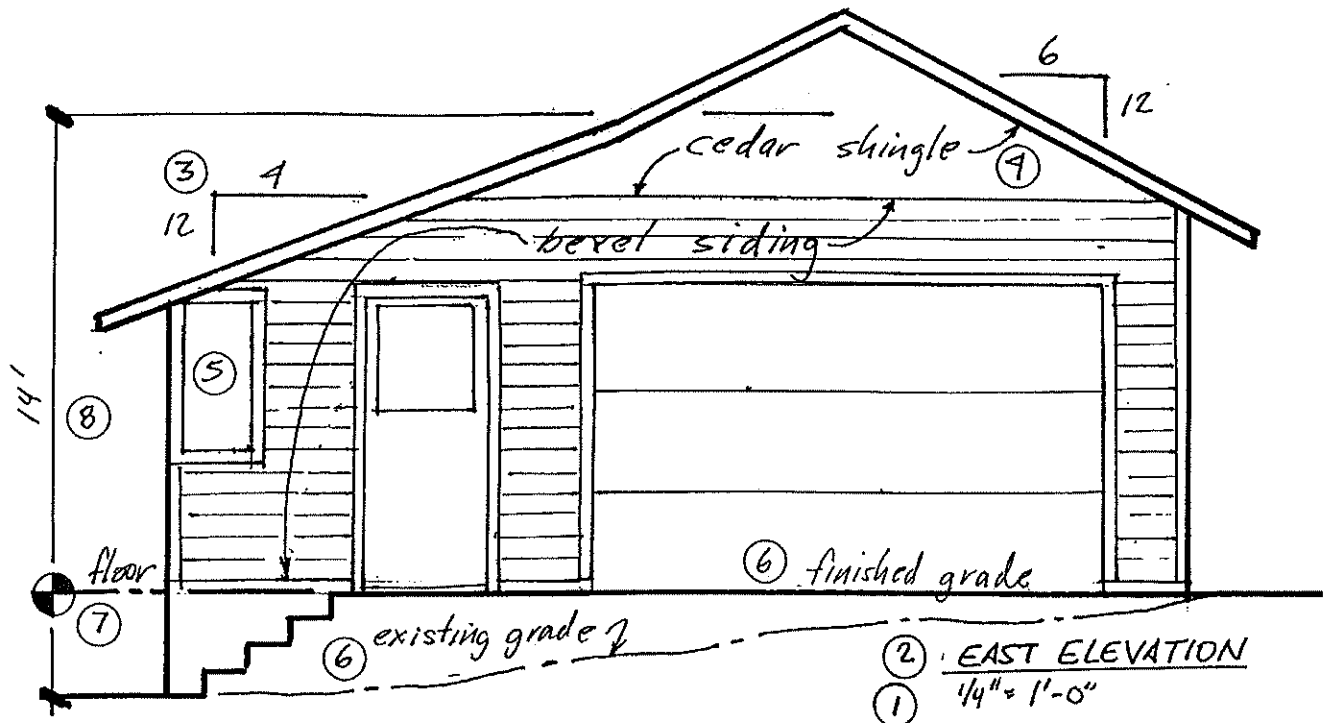 6
12
cedar shingle
④
③ 4
12
bevel siding
⑤
14'
⑧
floor
⑦
⑥ finished grade
⑥ existing grade
② EAST ELEVATION
① 1/4" = 1'-0"